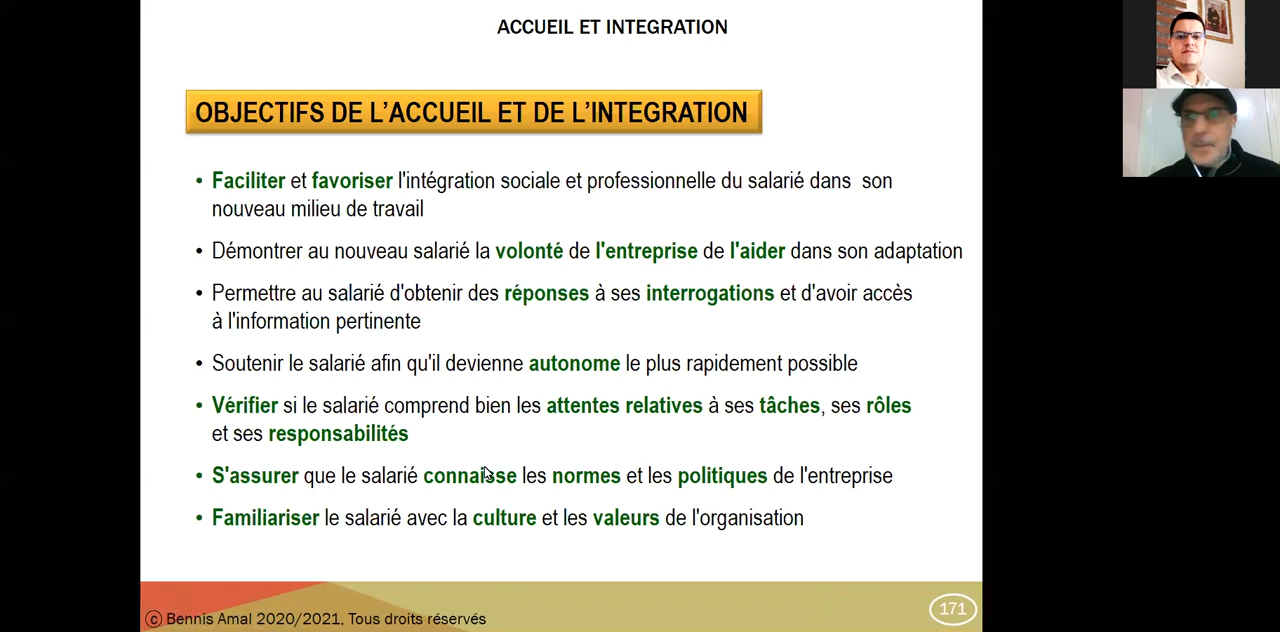 ACCUEIL ET INTEGRATION
OBJECTIFS DE L'ACCUEIL ET DE L'INTEGRATION
• Faciliter et favoriser l'intégration sociale et professionnelle du salarié dans son
nouveau milieu de travail
• Démontrer au nouveau salarié la volonté de l'entreprise de l'aider dans son adaptation
• Permettre au salarié d'obtenir des réponses à ses interrogations et d'avoir accès
à l'information pertinente
• Soutenir le salarié afin qu'il devienne autonome le plus rapidement possible
• Vérifier si le salarié comprend bien les attentes relatives à ses tâches, ses rôles
et ses responsabilités
• S'assurer que le salarié connaisse les normes et les politiques de l'entreprise
• Familiariser le salarié avec la culture et les valeurs de l'organisation
© Bennis Amal 2020/2021, Tous droits réservés
171